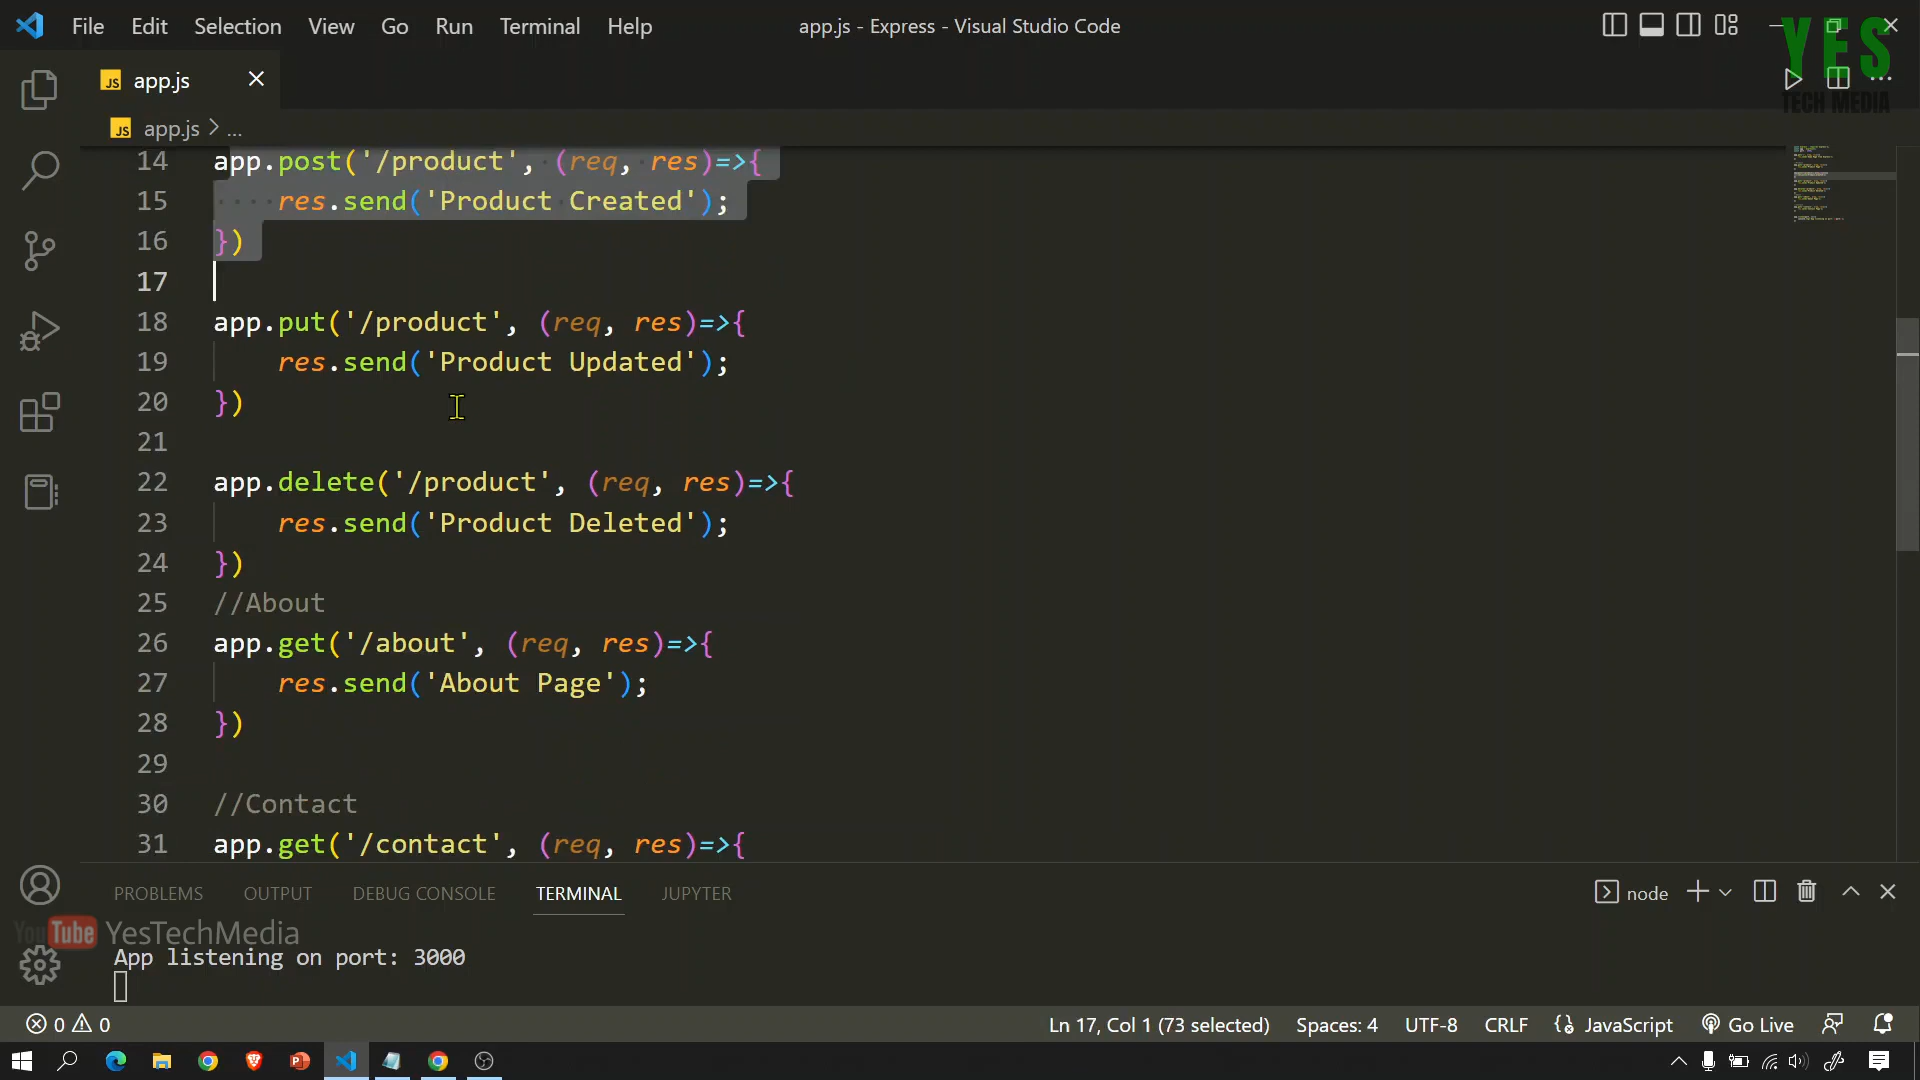 File Edit Selection View Go Run Terminal Help app.js - Express - Visual Studio Code
YES
TECH MEDIA
JS app.js
JS app.js > ...
14 app.post('/product', (req, res)=>{
15     res.send('Product Created');
16 })
17
18 app.put('/product', (req, res)=>{
19     res.send('Product Updated');
20 })
21
22 app.delete('/product', (req, res)=>{
23     res.send('Product Deleted');
24 })
25 //About
26 app.get('/about', (req, res)=>{
27     res.send('About Page');
28 })
29
30 //Contact
31 app.get('/contact', (req, res)=>{
PROBLEMS OUTPUT DEBUG CONSOLE TERMINAL JUPYTER node
YouTube YesTechMedia
App listening on port: 3000
0 0 Ln 17, Col 1 (73 selected) Spaces: 4 UTF-8 CRLF JavaScript Go Live